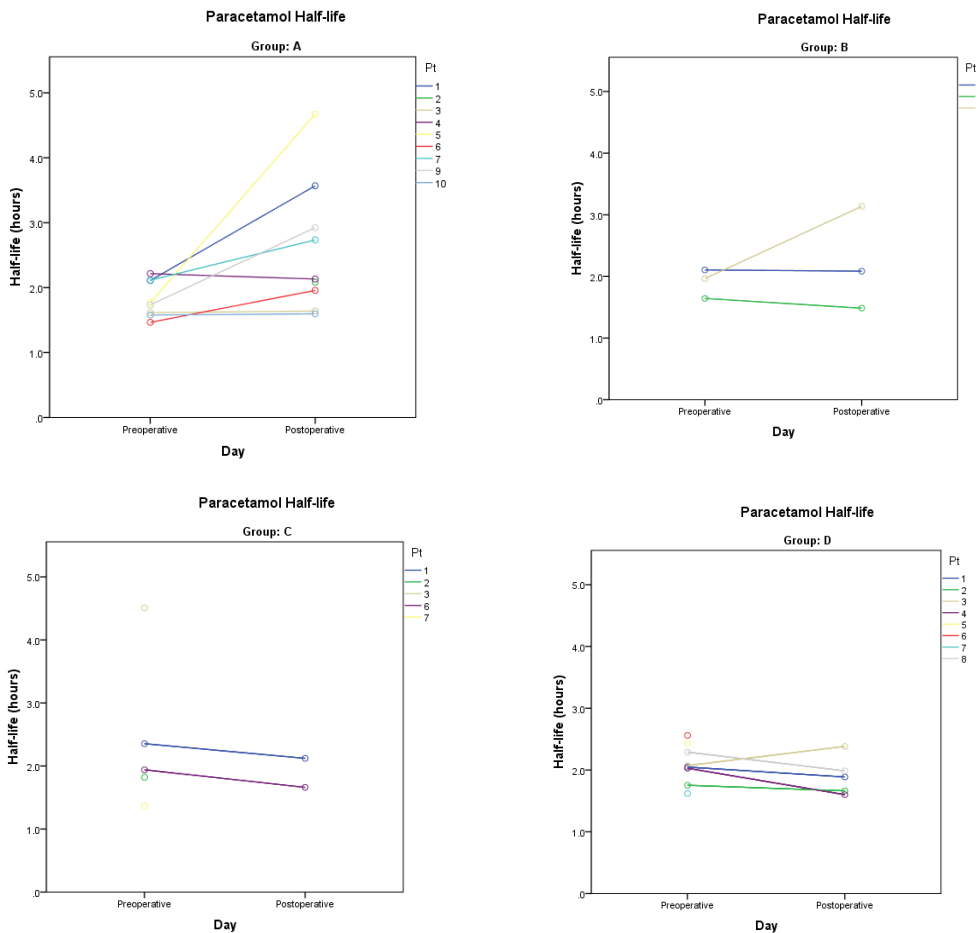 Paracetamol Half-life
Group: A
Pt
1
2
3
4
5
6
7
9
10
5.0
4.0
3.0
2.0
1.0
.0
Half-life (hours)
Preoperative
Postoperative
Day
Paracetamol Half-life
Group: B
Pt
5.0
4.0
3.0
2.0
1.0
.0
Half-life (hours)
Preoperative
Postoperative
Day
Paracetamol Half-life
Group: C
Pt
1
2
3
6
7
5.0
4.0
3.0
2.0
1.0
.0
Half-life (hours)
Preoperative
Postoperative
Day
Paracetamol Half-life
Group: D
Pt
1
2
3
4
5
6
7
8
5.0
4.0
3.0
2.0
1.0
.0
Half-life (hours)
Preoperative
Postoperative
Day